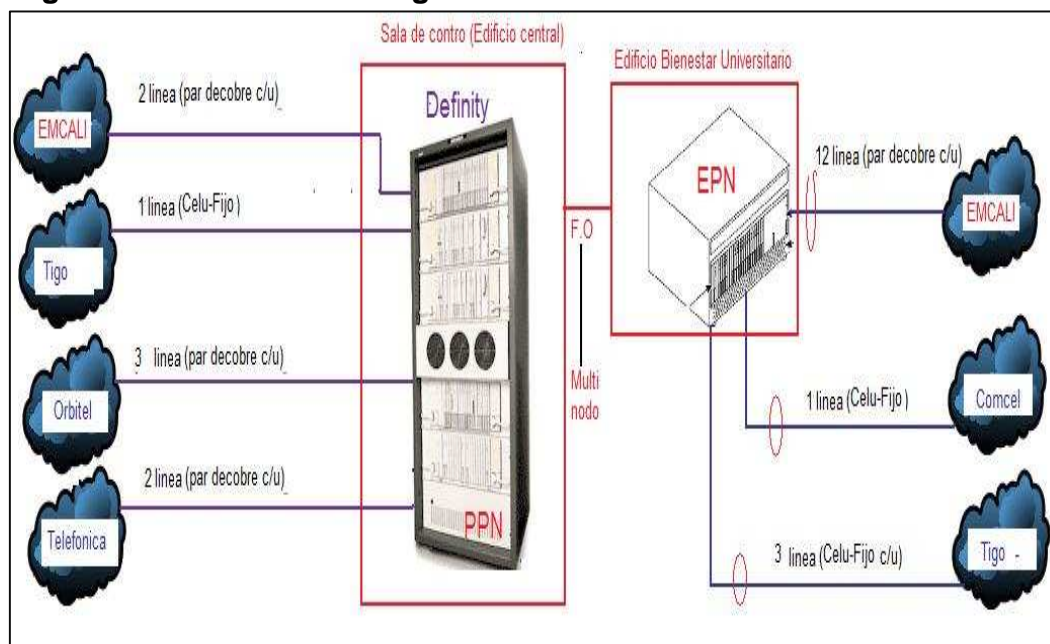 Sala de contro (Edificio central)
Edificio Bienestar Universitario
2 linea (par decobre c/u)
EMCALI
Definity
1 linea (Celu-Fijo)
Tigo
3 linea (par decobre c/u)
Orbitel
2 linea (par decobre c/u)
Telefonica
PPN
F.O
Multi
nodo
EPN
12 linea (par decobre c/u)
EMCALI
1 linea (Celu-Fijo)
Comcel
3 linea (Celu-Fijo c/u)
Tigo -